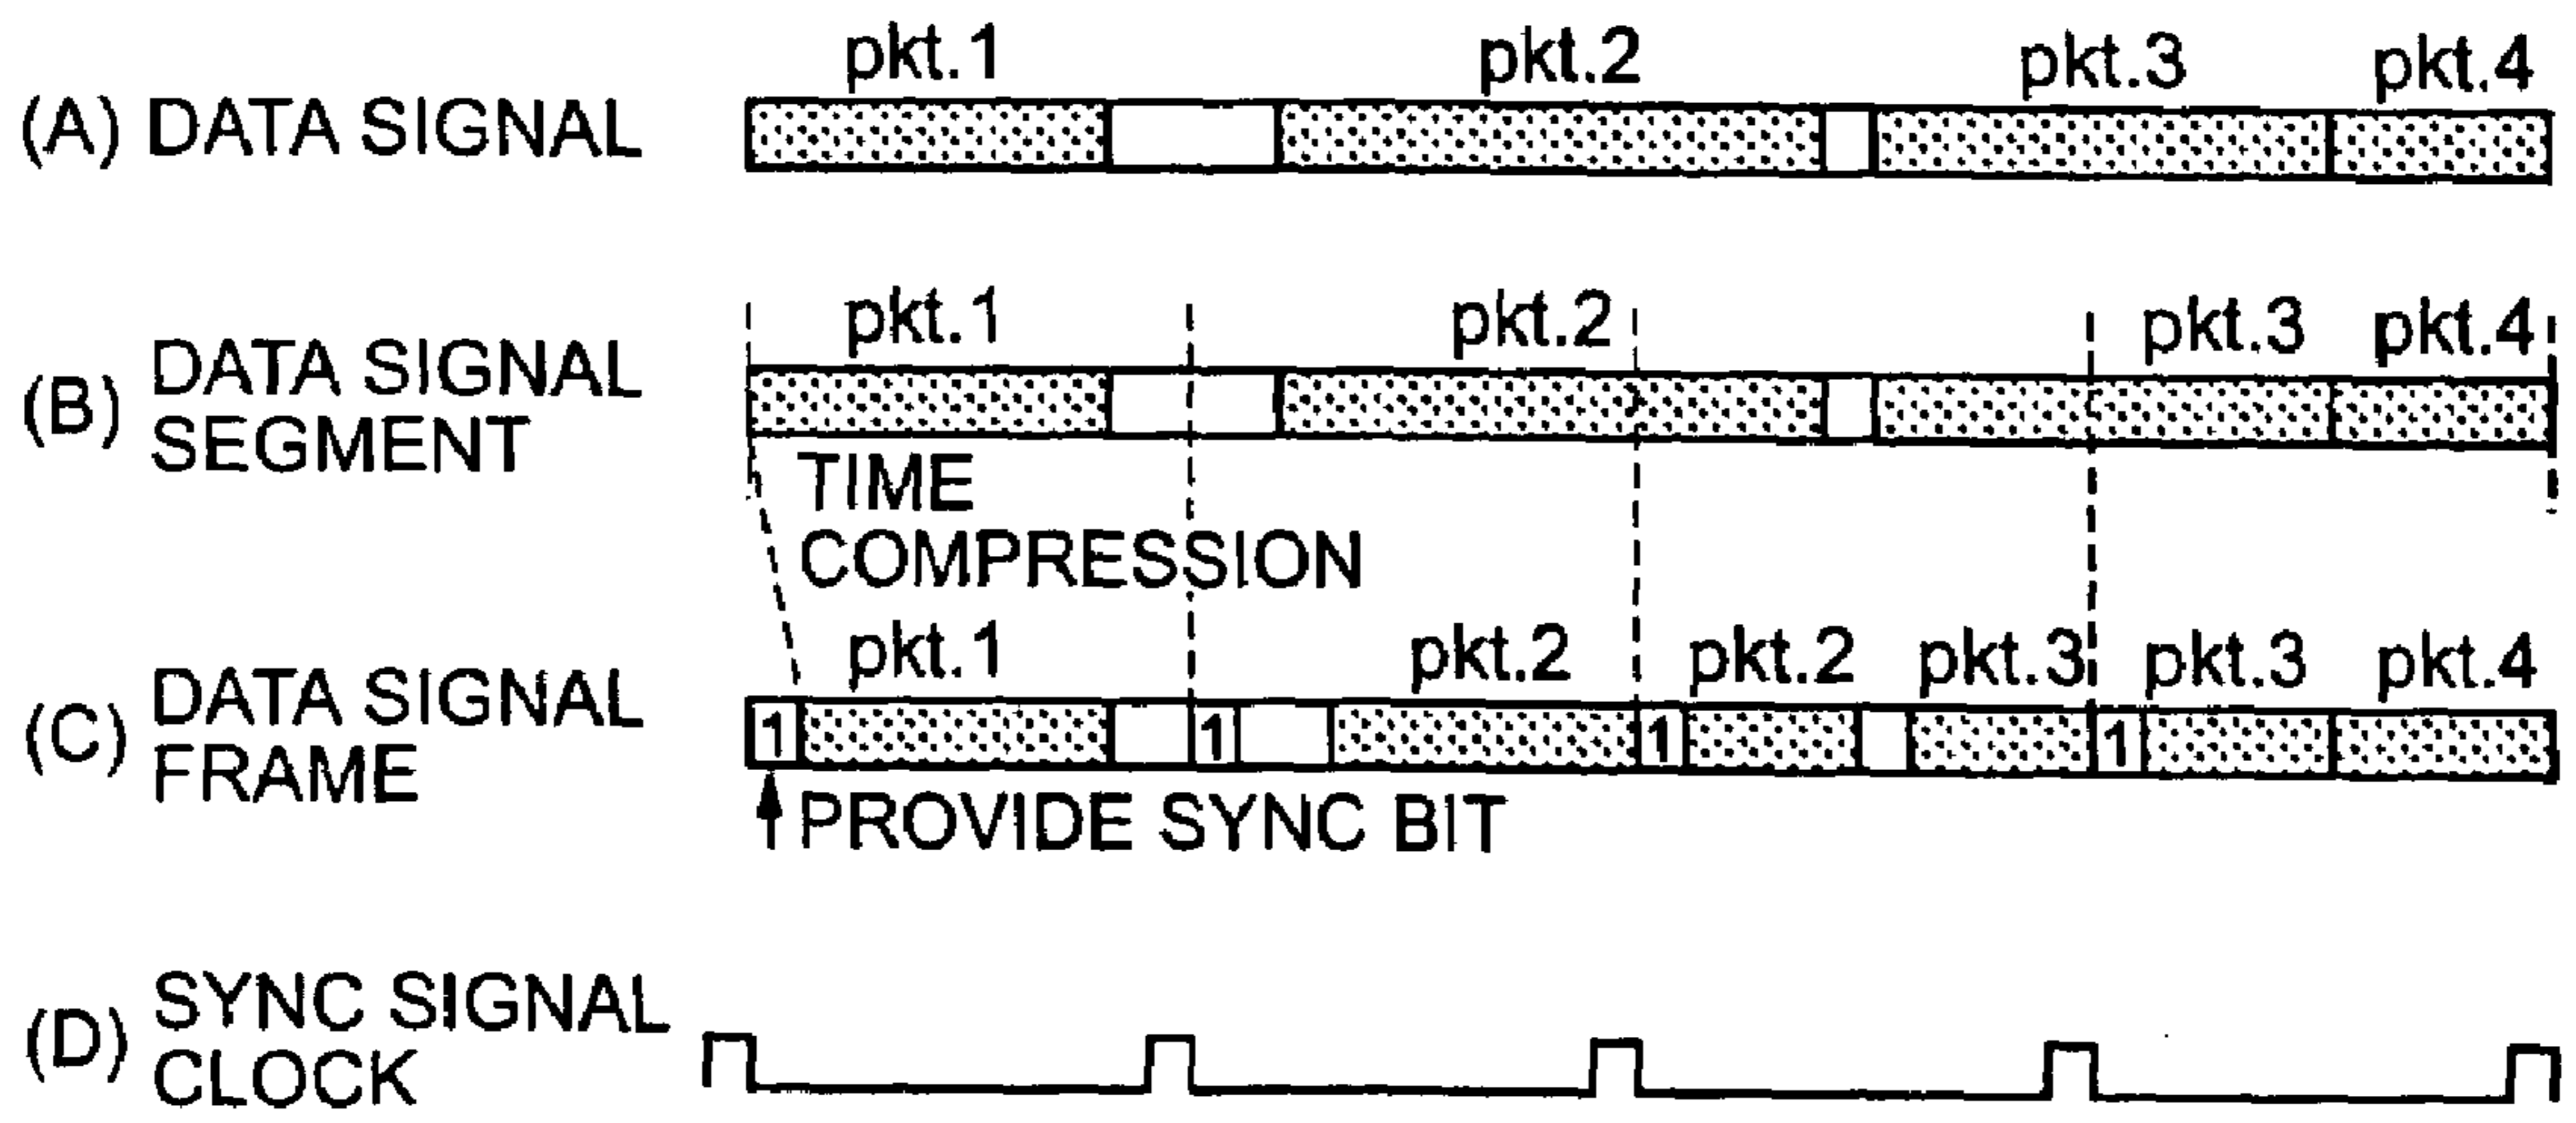 pkt.1 pkt.2 pkt.3 pkt.4
(A) DATA SIGNAL
pkt.1 pkt.2 pkt.3 pkt.4
(B) DATA SIGNAL
SEGMENT
TIME
COMPRESSION
pkt.1 pkt.2 pkt.2 pkt.3 pkt.3 pkt.4
(C) DATA SIGNAL
FRAME
1 1 1 1
PROVIDE SYNC BIT
(D) SYNC SIGNAL
CLOCK